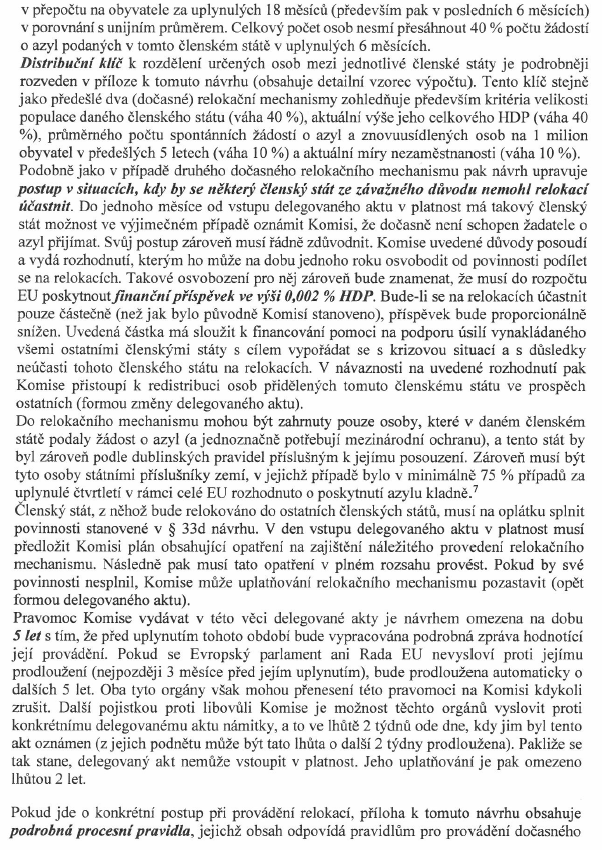 v přepočtu na obyvatele za uplynulých 18 měsíců (především pak v posledních 6 měsících)
v porovnání s unijním průměrem. Celkový počet osob nesmí přesáhnout 40 % počtu žádostí
o azyl podaných v tomto členském státě v uplynulých 6 měsících.
Distribuční klíč k rozdělení určených osob mezi jednotlivé členské státy je podrobněji
rozveden v příloze k tomuto návrhu (obsahuje detailní vzorec výpočtu). Tento klíč stejně
jako předešlé dva (dočasné) relokační mechanismy zohledňuje především kritéria velikosti
populace daného členského státu (váha 40 %), aktuální výše jeho celkového HDP (váha 40
%), průměrného počtu spontánních žádostí o azyl a znovuusídlených osob na 1 milion
obyvatel v předešlých 5 letech (váha 10 %) a aktuální míry nezaměstnanosti (váha 10 %).
Podobně jako v případě druhého dočasného relokačního mechanismu pak návrh upravuje
postup v situacích, kdy by se některý členský stát ze závažného důvodu nemohl relokací
účastnit. Do jednoho měsíce od vstupu delegovaného aktu v platnost má takový členský
stát možnost ve výjimečném případě oznámit Komisi, že dočasně není schopen žadatele o
azyl přijímat. Svůj postup zároveň musí řádně zdůvodnit. Komise uvedené důvody posoudí
a vydá rozhodnutí, kterým ho může na dobu jednoho roku osvobodit od povinnosti podílet
se na relokacích. Takové osvobození pro něj zároveň bude znamenat, že musí do rozpočtu
EU poskytnout finanční příspěvek ve výši 0,002 % HDP. Bude-li se na relokacích účastnit
pouze částečně (než jak bylo původně Komisí stanoveno), příspěvek bude proporcionálně
snížen. Uvedená částka má sloužit k financování pomoci na podporu úsilí vynakládaného
všemi ostatními členskými státy s cílem vypořádat se s krizovou situací a s důsledky
neúčasti tohoto členského státu na relokacích. V návaznosti na uvedené rozhodnutí pak
Komise přistoupí k redistribuci osob přidělených tomuto členskému státu ve prospěch
ostatních (formou změny delegovaného aktu).
Do relokačního mechanismu mohou být zahrnuty pouze osoby, které v daném členském
státě podaly žádost o azyl (a jednoznačně potřebují mezinárodní ochranu), a tento stát by
byl zároveň podle dublinských pravidel příslušným k jejímu posouzení. Zároveň musí být
tyto osoby státními příslušníky zemí, v jejichž případě bylo v minimálně 75 % případů za
uplynulé čtvrtletí v rámci celé EU rozhodnuto o poskytnutí azylu kladně.7
Členský stát, z něhož bude relokováno do ostatních členských států, musí na oplátku splnit
povinnosti stanovené v § 33d návrhu. V den vstupu delegovaného aktu v platnost musí
předložit Komisi plán obsahující opatření na zajištění náležitého provedení relokačního
mechanismu. Následně pak musí tato opatření v plném rozsahu provést. Pokud by své
povinnosti nesplnil, Komise může uplatňování relokačního mechanismu pozastavit (opět
formou delegovaného aktu).
Pravomoc Komise vydávat v této věci delegované akty je návrhem omezena na dobu
5 let s tím, že před uplynutím tohoto období bude vypracována podrobná zpráva hodnotící
její provádění. Pokud se Evropský parlament ani Rada EU nevysloví proti jejímu
prodloužení (nejpozději 3 měsíce před jejím uplynutím), bude prodloužena automaticky o
dalších 5 let. Oba tyto orgány však mohou přenesení této pravomoci na Komisi kdykoli
zrušit. Další pojistkou proti libovůli Komise je možnost těchto orgánů vyslovit proti
konkrétnímu delegovanému aktu námitky, a to ve lhůtě 2 týdnů ode dne, kdy jim byl tento
akt oznámen (z jejich podnětu může být tato lhůta o další 2 týdny prodloužena). Pakliže se
tak stane, delegovaný akt nemůže vstoupit v platnost. Jeho uplatňování je pak omezeno
lhůtou 2 let.
Pokud jde o konkrétní postup při provádění relokací, příloha k tomuto návrhu obsahuje
podrobná procesní pravidla, jejichž obsah odpovídá pravidlům pro provádění dočasného